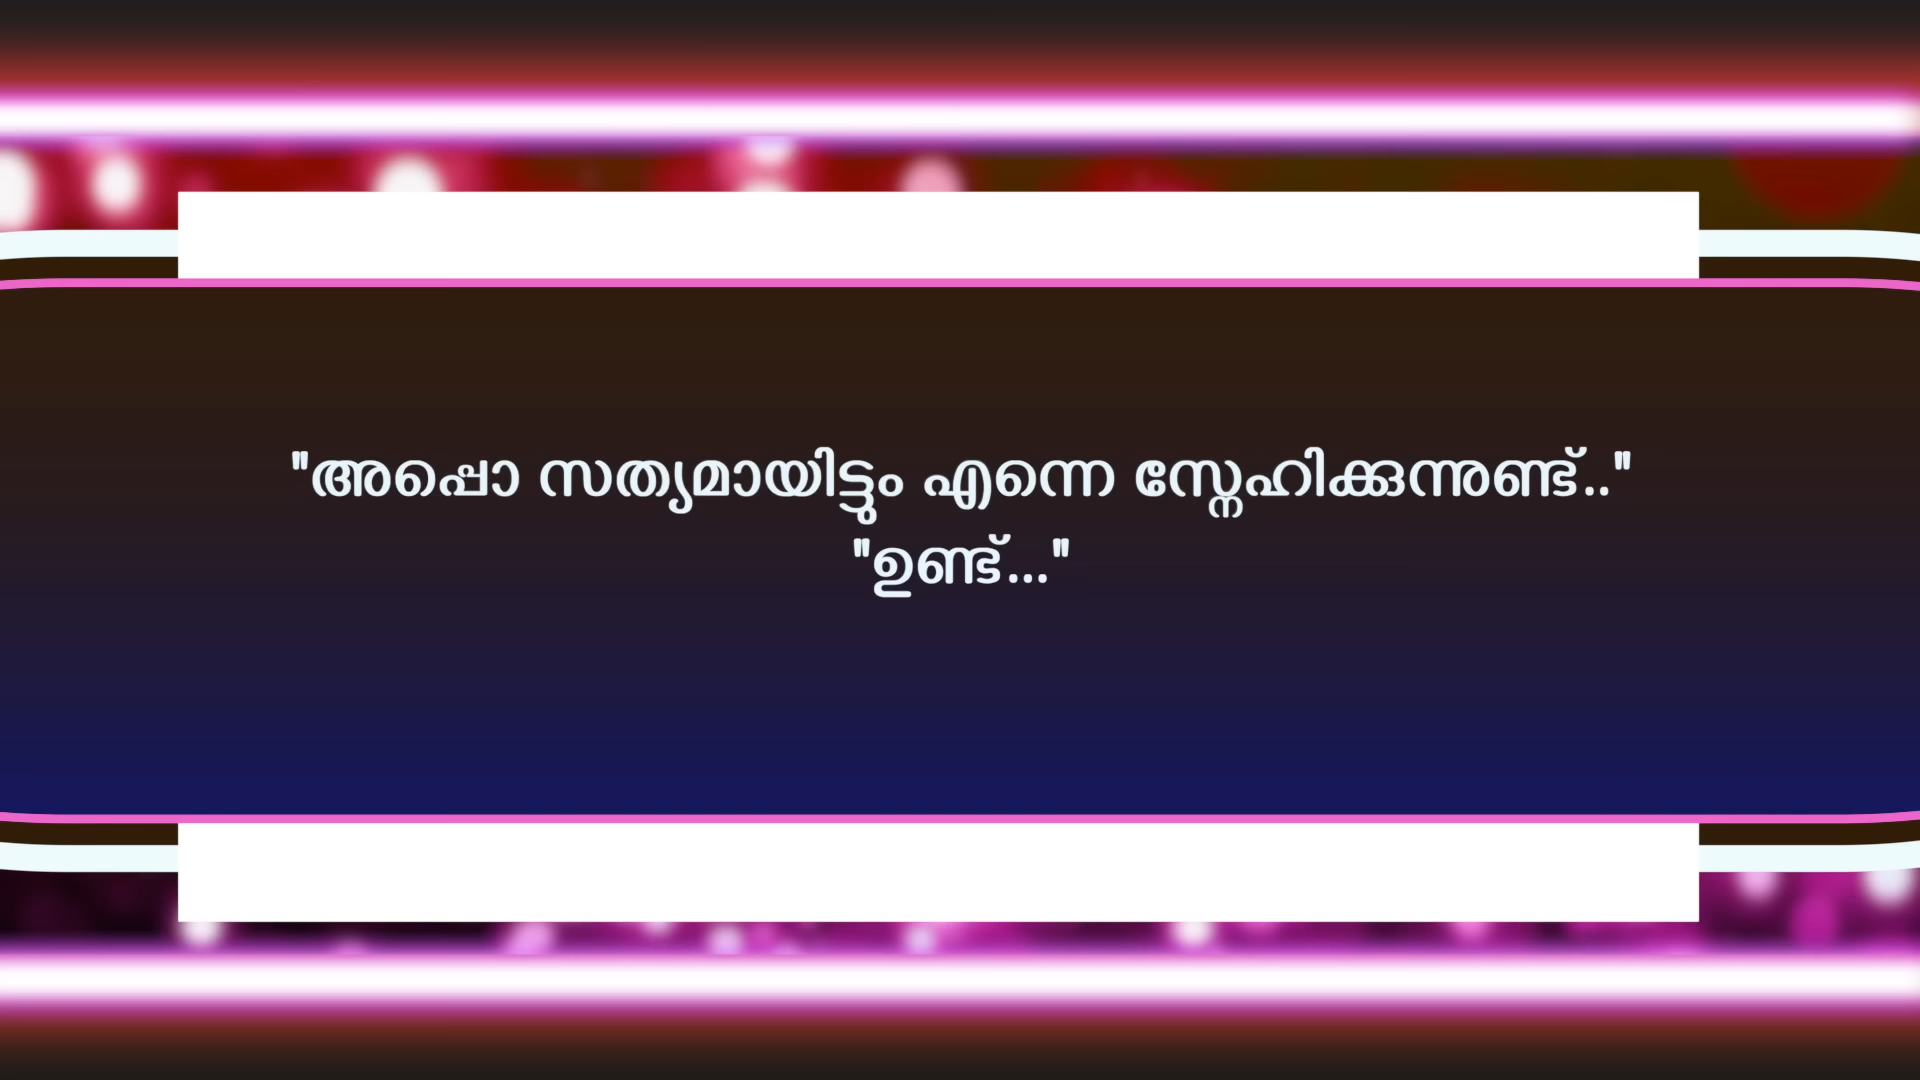 "അപ്പൊ സത്യമായിട്ടും എന്നെ സ്നേഹിക്കുന്നുണ്ട്.."
"ഉണ്ട്..."